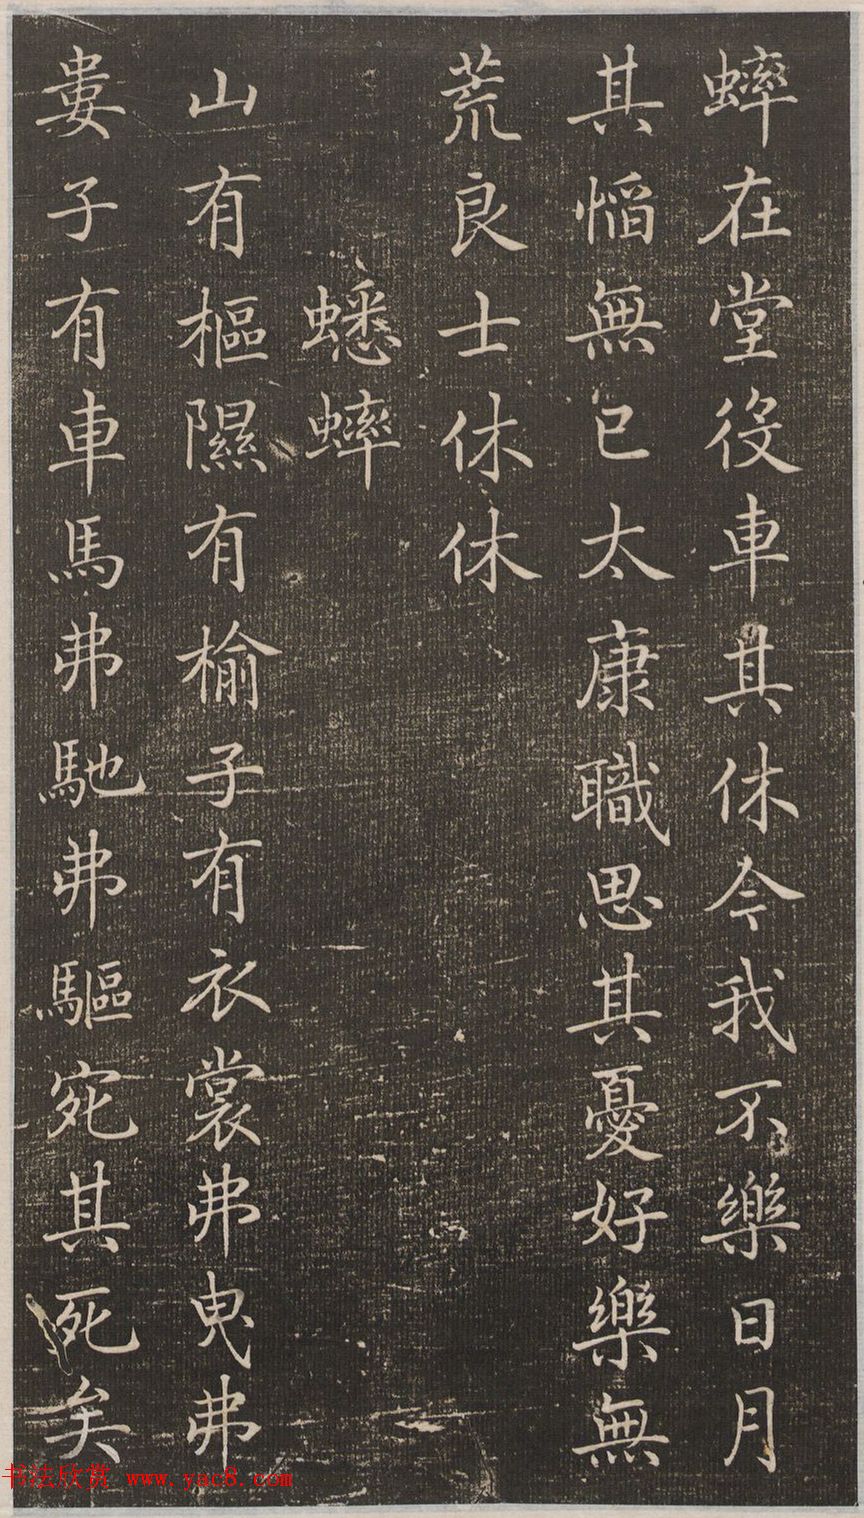 蟀在堂役車其休今我不樂日月
其慆無已太康職思其憂好樂無
荒良士休休
蟋蟀
山有樞隰有榆子有衣裳弗曳弗
婁子有車馬弗馳弗驅宛其死矣
书法欣赏 www.yac8.com